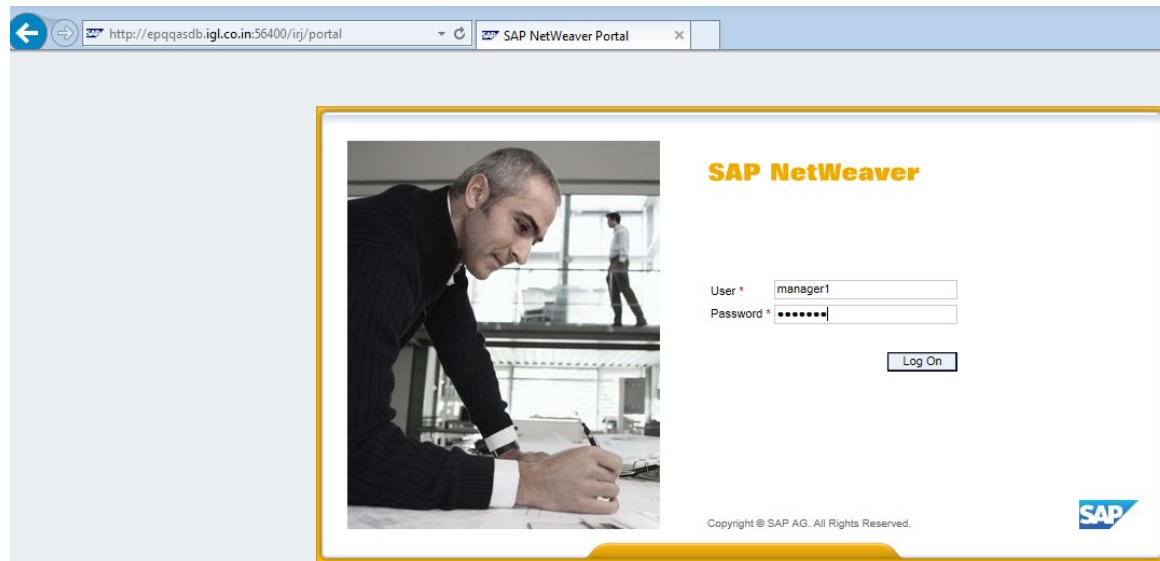 http://epqqasdb.igl.co.in:56400/irj/portal
SAP NetWeaver Portal
SAP NetWeaver
User *
manager1
Password *
•••••••
Log On
Copyright © SAP AG. All Rights Reserved.
SAP